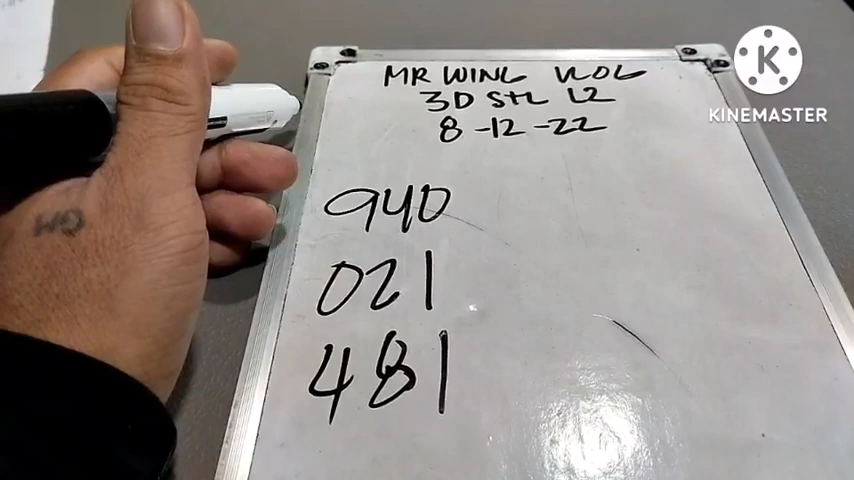 MR WING VLOG
3D STL L2
8-12-22
940
021
481
K
KINEMASTER